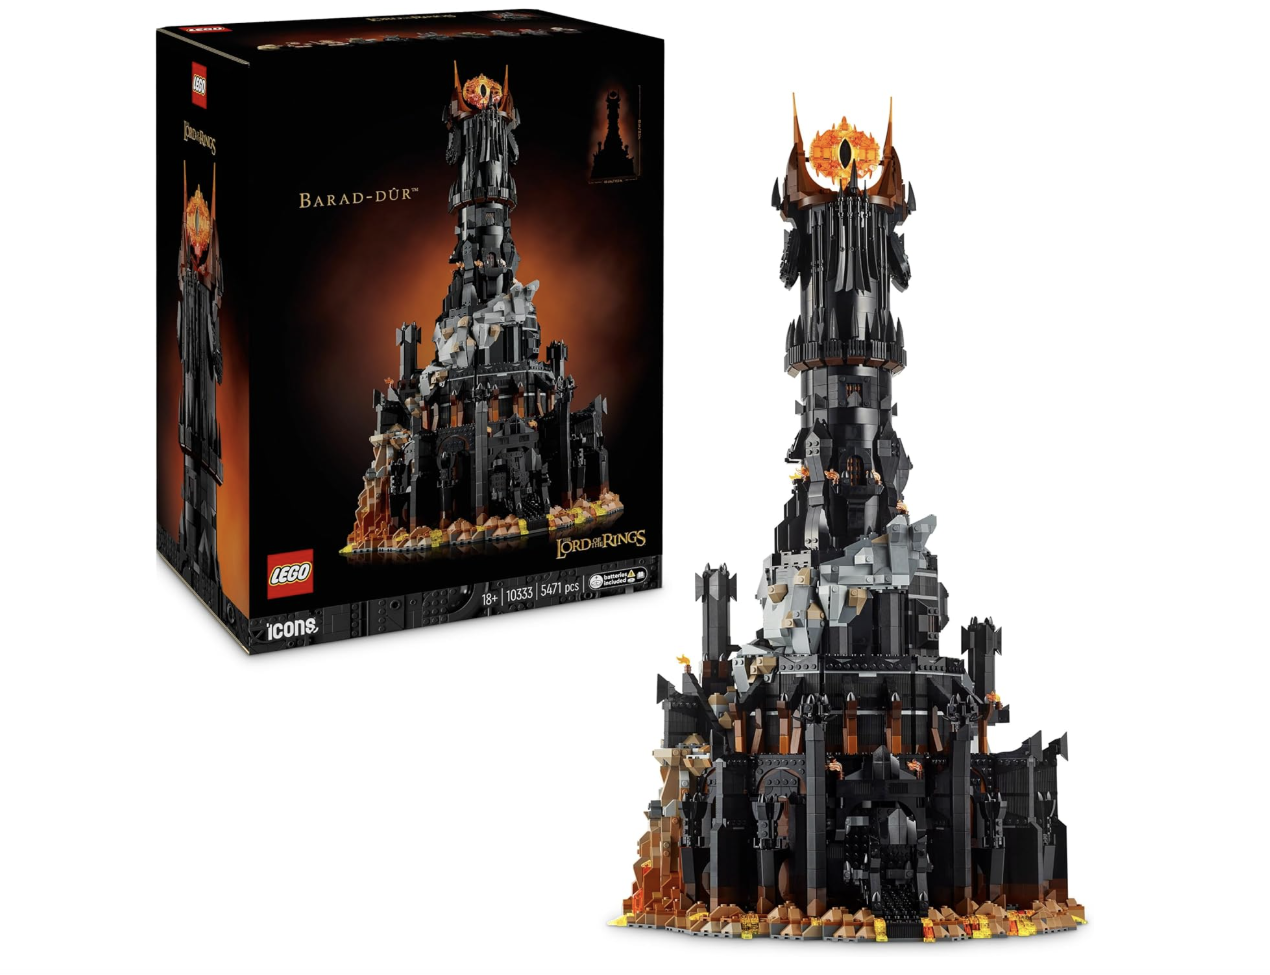 LEGO
THE LORD OF THE RINGS
BARAD-DÛR™
THE LORD OF THE RINGS
LEGO
18+ 10333 5471 pcs
batteries included
ICONS